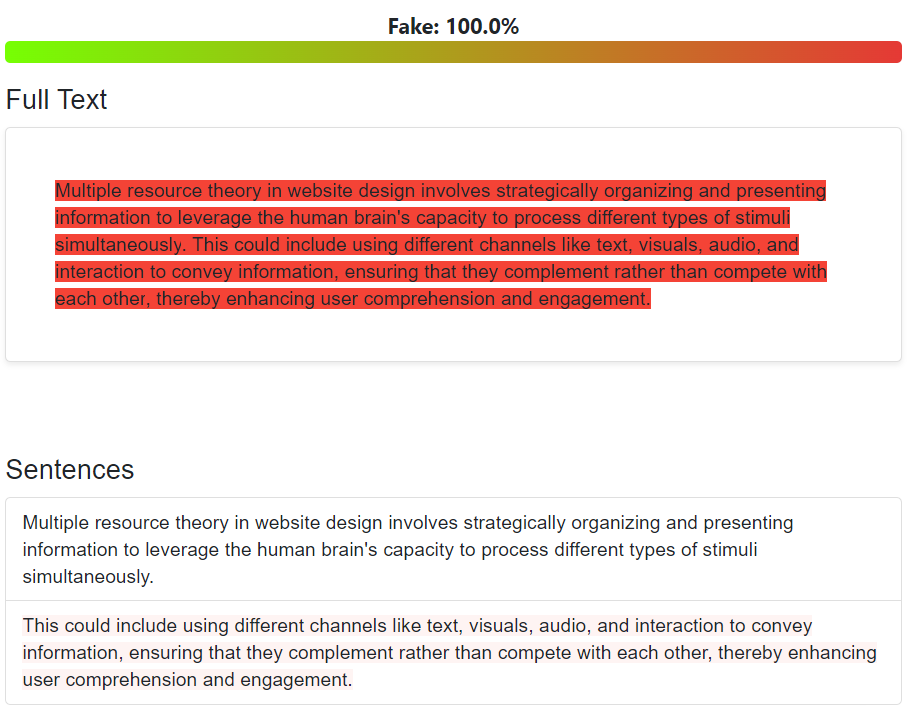 Fake: 100.0%
Full Text
Multiple resource theory in website design involves strategically organizing and presenting
information to leverage the human brain's capacity to process different types of stimuli
simultaneously. This could include using different channels like text, visuals, audio, and
interaction to convey information, ensuring that they complement rather than compete with
each other, thereby enhancing user comprehension and engagement.
Sentences
Multiple resource theory in website design involves strategically organizing and presenting
information to leverage the human brain's capacity to process different types of stimuli
simultaneously.
This could include using different channels like text, visuals, audio, and interaction to convey
information, ensuring that they complement rather than compete with each other, thereby enhancing
user comprehension and engagement.